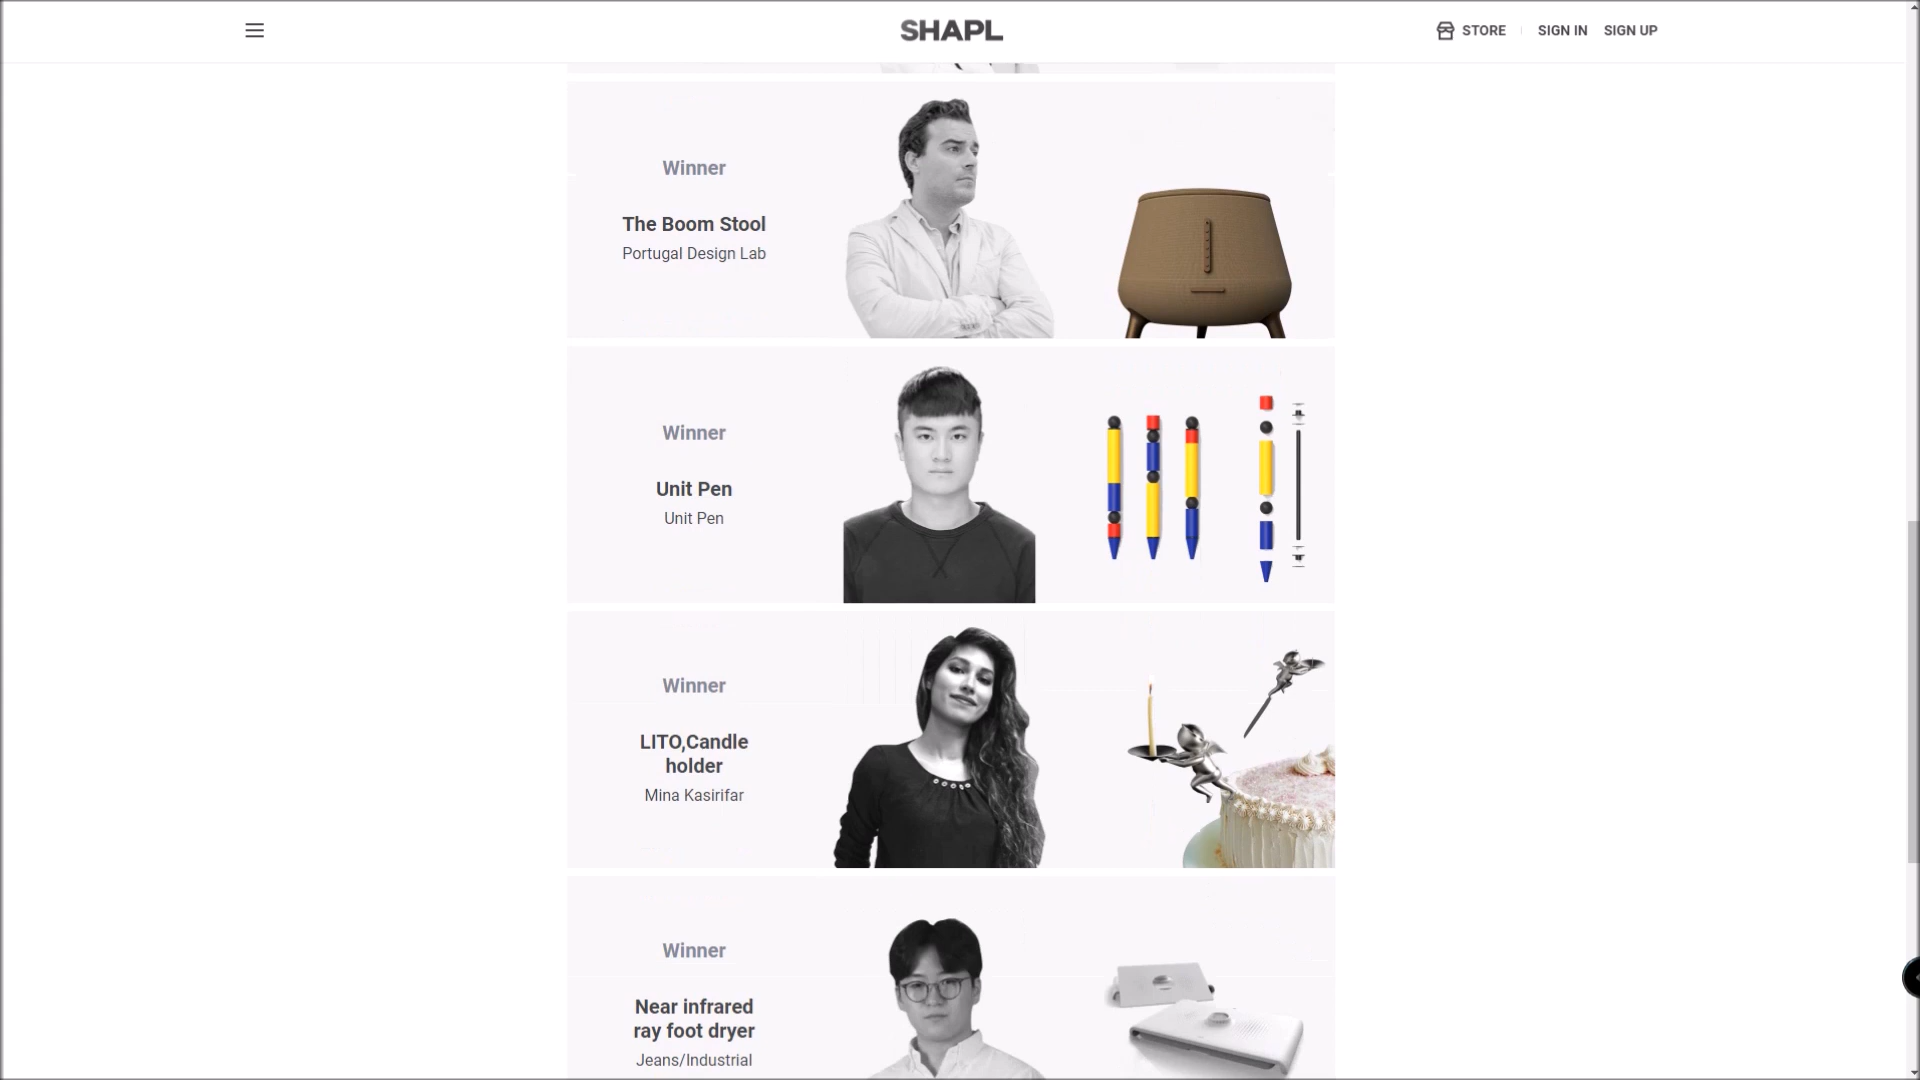 SHAPL
STORE
SIGN IN
SIGN UP
Winner
The Boom Stool
Portugal Design Lab
Winner
Unit Pen
Unit Pen
Winner
LITO,Candle
holder
Mina Kasirifar
Winner
Near infrared
ray foot dryer
Jeans/Industrial